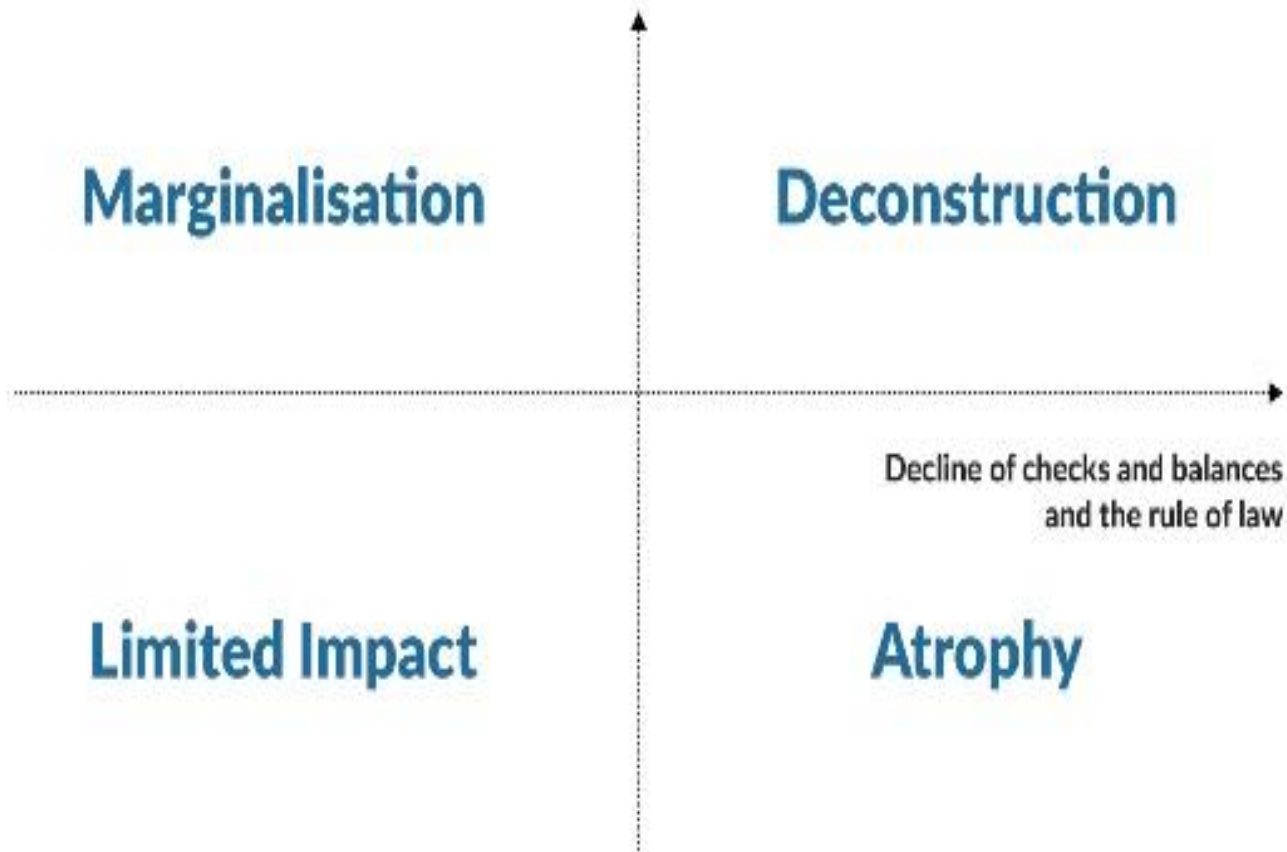 Marginalisation
Deconstruction
Decline of checks and balances
and the rule of law
Limited Impact
Atrophy